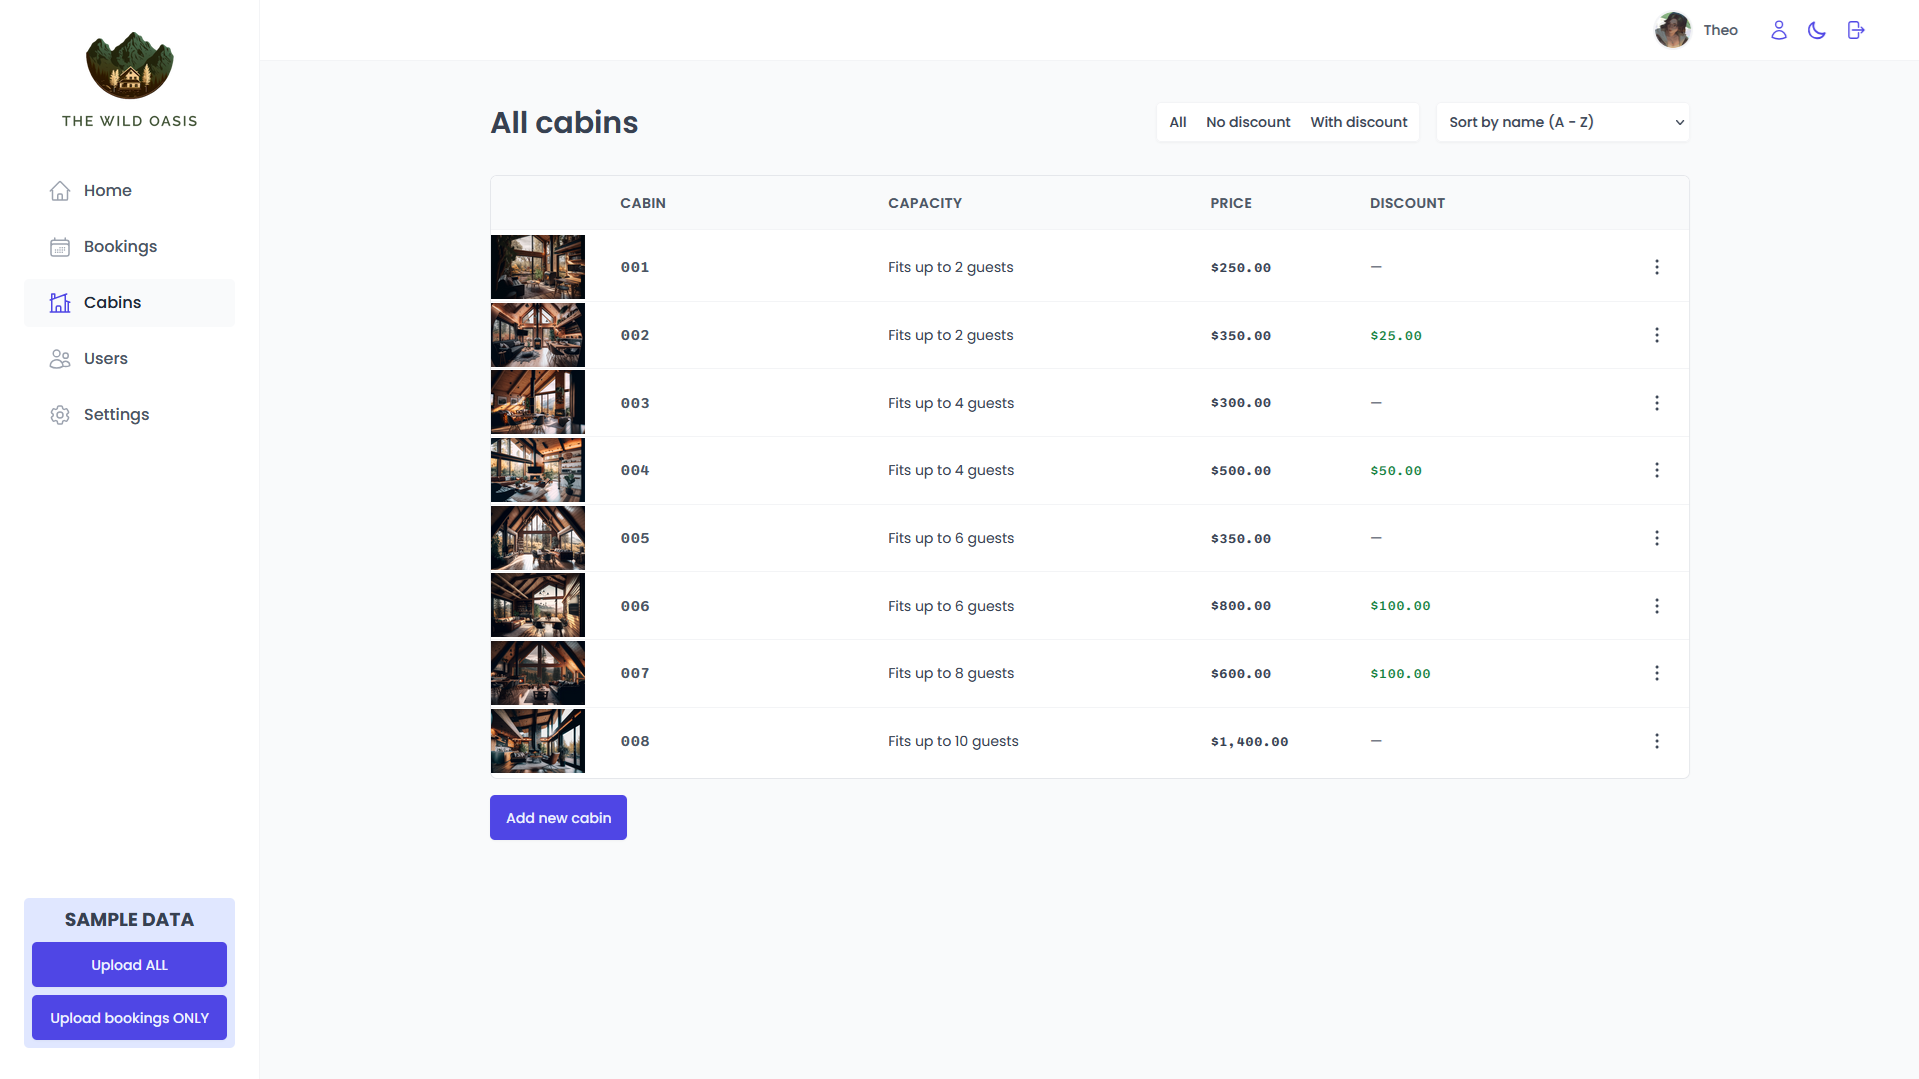 THE WILD OASIS
Home
Bookings
Cabins
Users
Settings
SAMPLE DATA
Upload ALL
Upload bookings ONLY
Theo
All cabins
All No discount With discount
Sort by name (A - Z)
CABIN CAPACITY PRICE DISCOUNT
001 Fits up to 2 guests $250.00 —
002 Fits up to 2 guests $350.00 $25.00
003 Fits up to 4 guests $300.00 —
004 Fits up to 4 guests $500.00 $50.00
005 Fits up to 6 guests $350.00 —
006 Fits up to 6 guests $800.00 $100.00
007 Fits up to 8 guests $600.00 $100.00
008 Fits up to 10 guests $1,400.00 —
Add new cabin